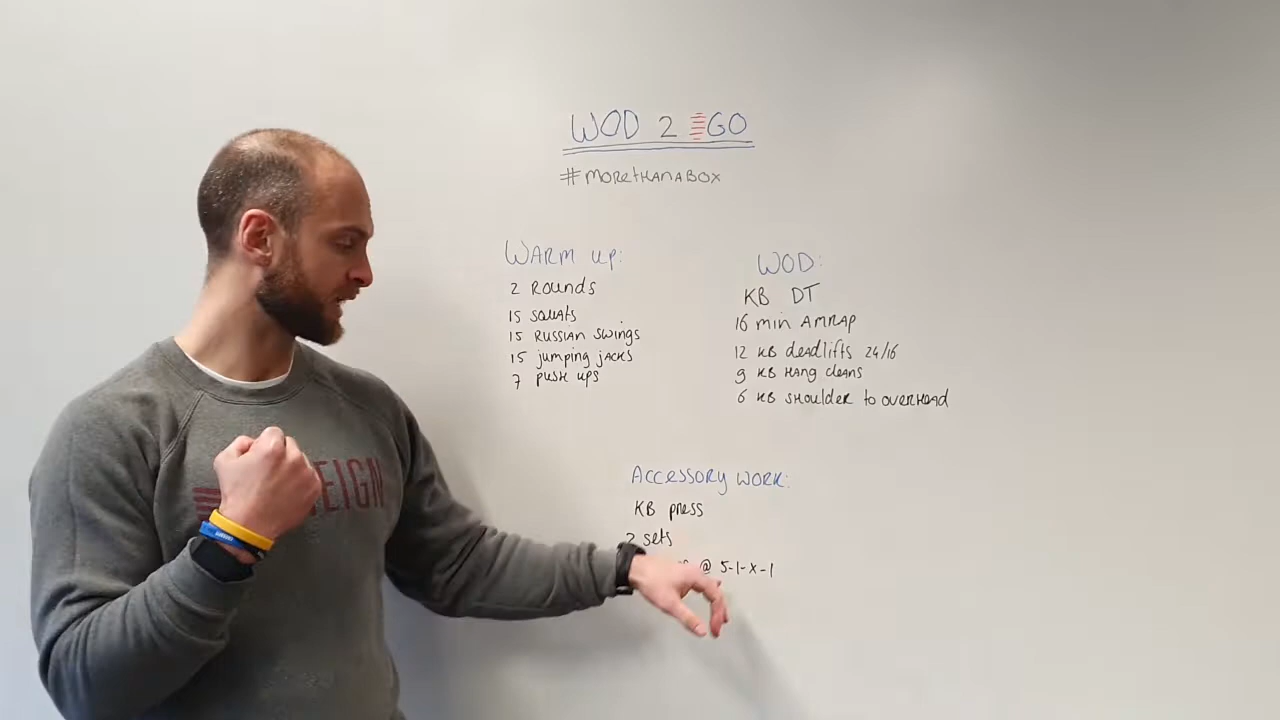 WOD 2 GO
#MORETHANABOX
WARM UP:
2 ROUNDS
15 SQUATS
15 RUSSIAN SWINGS
15 jumping jacks
7 PUSH UPS
WOD:
KB DT
16 min AMRAP
12 KB deadlifts 24/16
9 KB HANG cleans
6 KB SHOULDER to OVERHEAD
ACCESSORY WORK:
KB press
sets
@ 5-1-X-1
EIGN